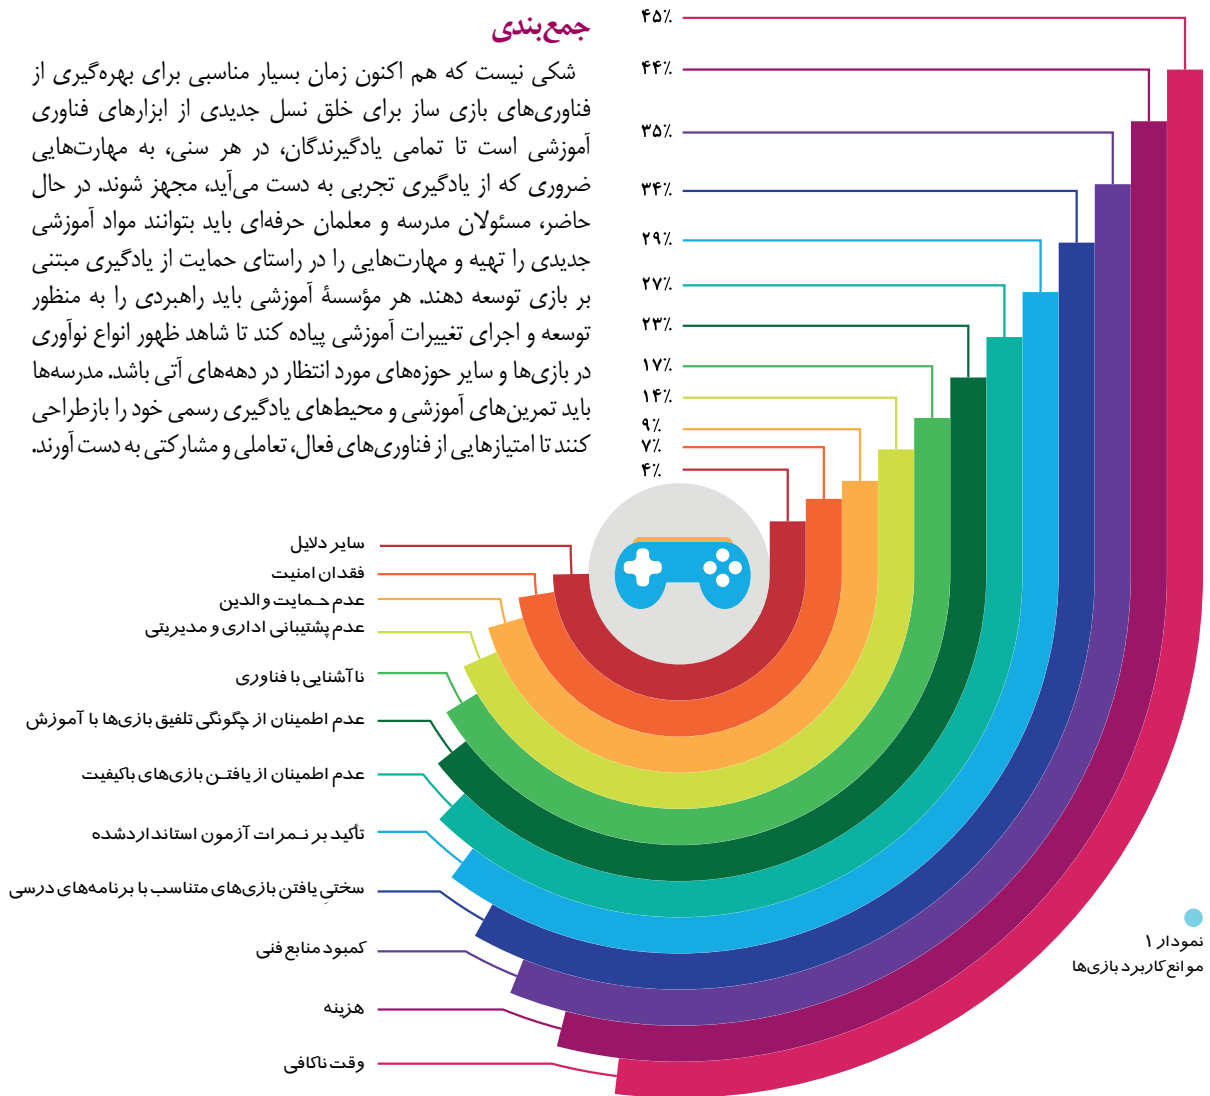 جمع‌بندی
شکی نیست که هم اکنون زمان بسیار مناسبی برای بهره‌گیری از
فناوری‌های بازی ساز برای خلق نسل جدیدی از ابزارهای فناوری
آموزشی است تا تمامی یادگیرندگان، در هر سنی، به مهارت‌هایی
ضروری که از یادگیری تجربی به دست می‌آید، مجهز شوند. در حال
حاضر، مسئولان مدرسه و معلمان حرفه‌ای باید بتوانند مواد آموزشی
جدیدی را تهیه و مهارت‌هایی را در راستای حمایت از یادگیری مبتنی
بر بازی توسعه دهند. هر مؤسسهٔ آموزشی باید راهبردی را به منظور
توسعه و اجرای تغییرات آموزشی پیاده کند تا شاهد ظهور انواع نوآوری
در بازی‌ها و سایر حوزه‌های مورد انتظار در دهه‌های آتی باشد. مدرسه‌ها
باید تمرین‌های آموزشی و محیط‌های یادگیری رسمی خود را بازطراحی
کنند تا امتیازهایی از فناوری‌های فعال، تعاملی و مشارکتی به دست آورند.
۴۵٪
۴۴٪
۳۵٪
۳۴٪
۲۹٪
۲۷٪
۲۳٪
۱۷٪
۱۴٪
۹٪
۷٪
۴٪
سایر دلایل
فقدان امنیت
عدم حمایت والدین
عدم پشتیبانی اداری و مدیریتی
ناآشنایی با فناوری
عدم اطمینان از چگونگی تلفیق بازی‌ها با آموزش
عدم اطمینان از یافتن بازی‌های باکیفیت
تأکید بر نمرات آزمون استانداردشده
سختیِ یافتن بازی‌های متناسب با برنامه‌های درسی
کمبود منابع فنی
هزینه
وقت ناکافی
نمودار ۱
موانع کاربرد بازی‌ها